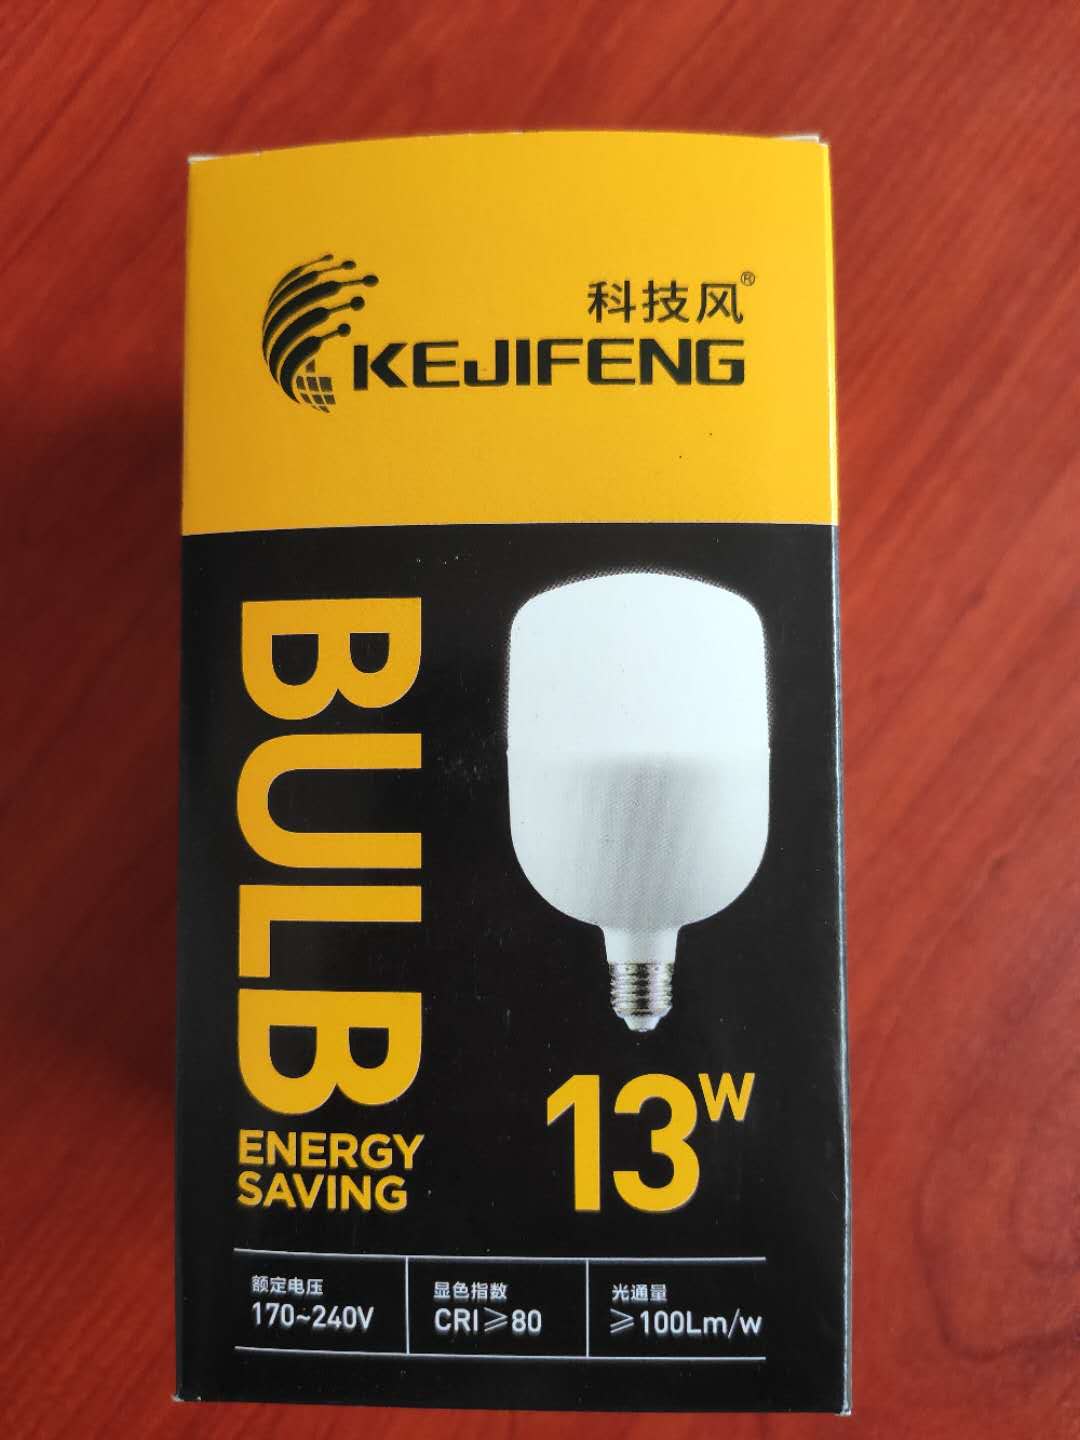 科技风®
KEJIFENG
BULB
ENERGY
SAVING
13W
额定电压
170~240V
显色指数
CRI≥80
光通量
≥100Lm/w